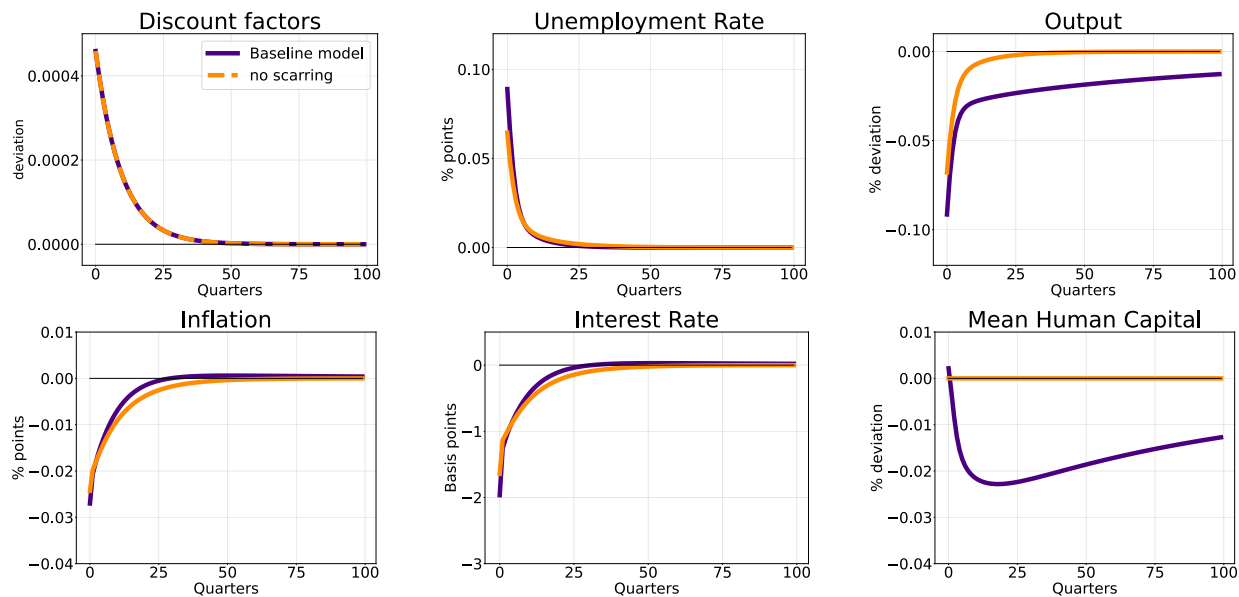 Discount factors
deviation
0.0004
0.0002
0.0000
Baseline model
no scarring
0
25
50
75
100
Quarters
Unemployment Rate
% points
0.10
0.05
0.00
0
25
50
75
100
Quarters
Output
% deviation
0.00
−0.05
−0.10
0
25
50
75
100
Quarters
Inflation
% points
0.01
0.00
−0.01
−0.02
−0.03
−0.04
0
25
50
75
100
Quarters
Interest Rate
Basis points
0
−1
−2
−3
0
25
50
75
100
Quarters
Mean Human Capital
% deviation
0.01
0.00
−0.01
−0.02
−0.03
−0.04
0
25
50
75
100
Quarters